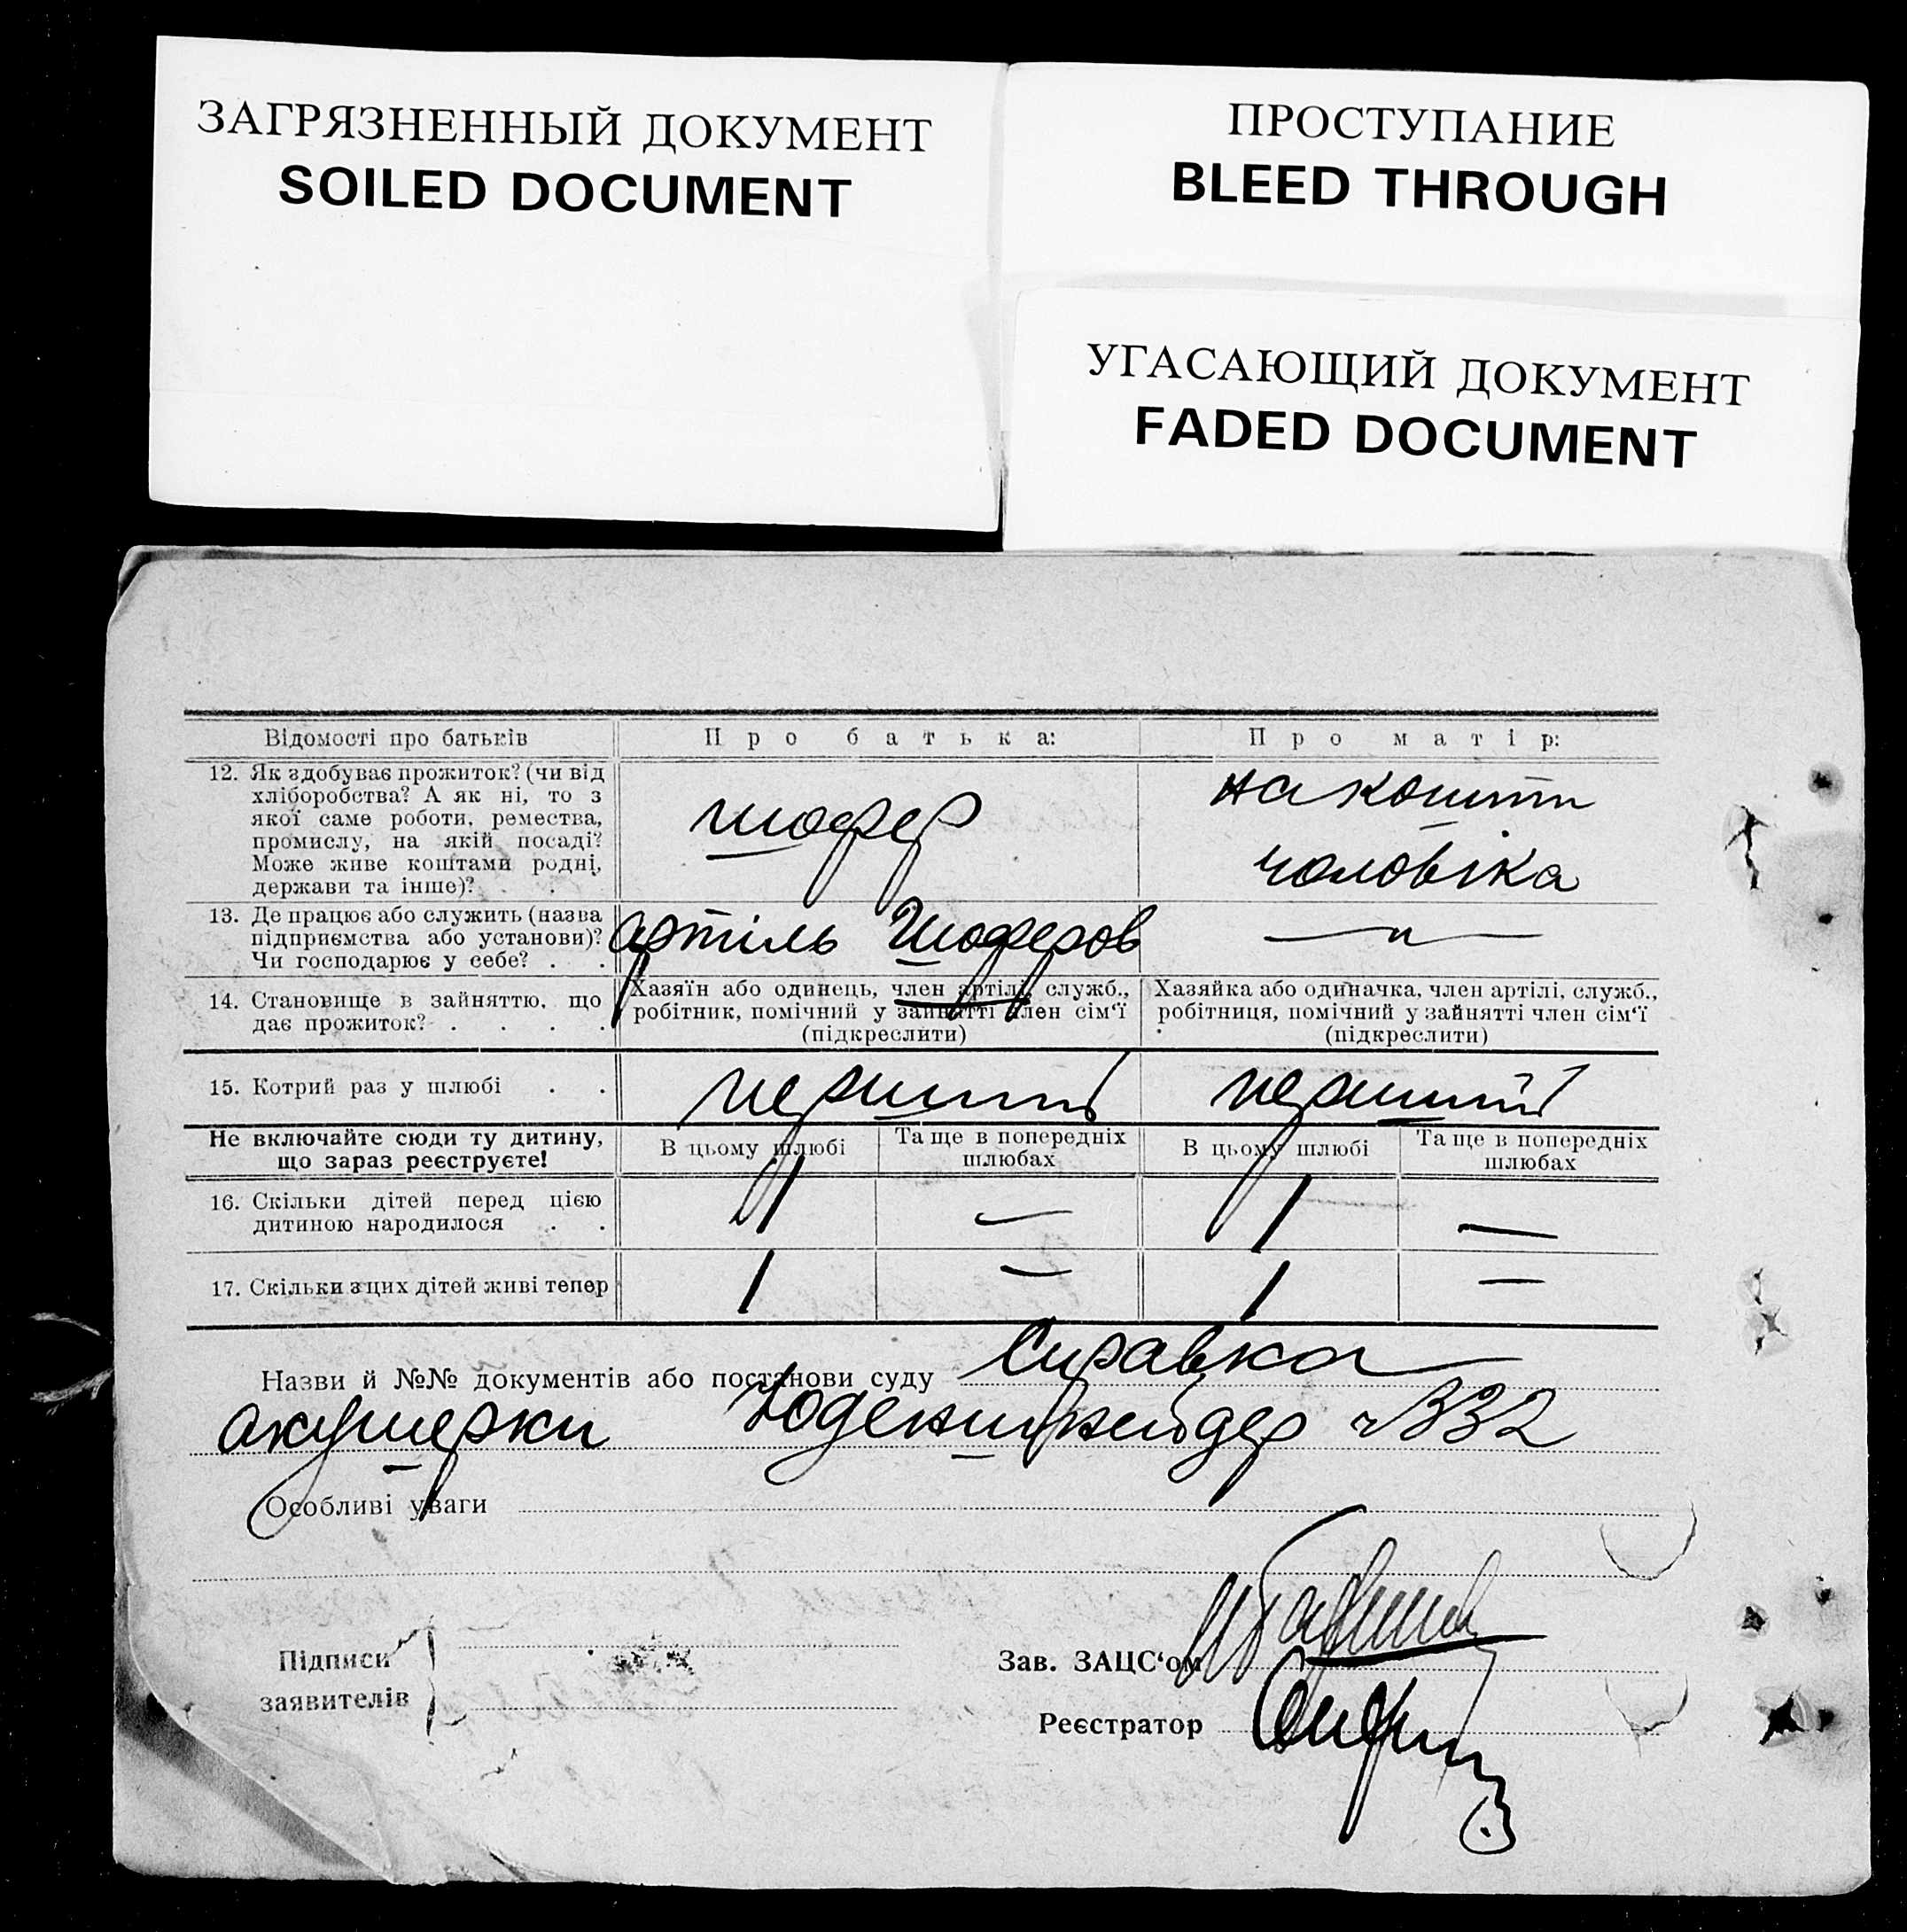 ЗАГРЯЗНЕННЫЙ ДОКУМЕНТ
SOILED DOCUMENT
ПРОСТУПАНИЕ
BLEED THROUGH
УГАСАЮЩИЙ ДОКУМЕНТ
FADED DOCUMENT
Відомості про батьків
Про батька:
Про матір:
12. Як здобуває прожиток? (чи від
хліборобства? А як ні, то з
якої саме роботи, ремества,
промислу, на якій посаді?
Може живе коштами родні,
держави та інше)? . .
шофер
на кошти
чоловіка
13. Де працює або служить (назва
підприємства або установи)?
Чи господарює у себе? . .
артіль Шоферов
— " —
14. Становище в зайняттю, що
дає прожиток? . . . .
Хазяїн або одинець, член артілі, служб.,
робітник, помічний у зайнятті член сім'ї
(підкреслити)
Хазяйка або одиначка, член артілі, служб.,
робітниця, помічний у зайнятті член сім'ї
(підкреслити)
15. Котрий раз у шлюбі . .
перший
перший
Не включайте сюди ту дитину,
що зараз реєструєте!
В цьому шлюбі
Та ще в попередніх
шлюбах
В цьому шлюбі
Та ще в попередніх
шлюбах
16. Скільки дітей перед цією
дитиною народилося . .
1 — 1 —
17. Скільки з цих дітей живі тепер
1 — 1 —
Назви й №№ документів або постанови суду Справка
акушерки №332
Особливі уваги
Підписи
заявителів
Зав. ЗАЦС'ом
Реєстратор